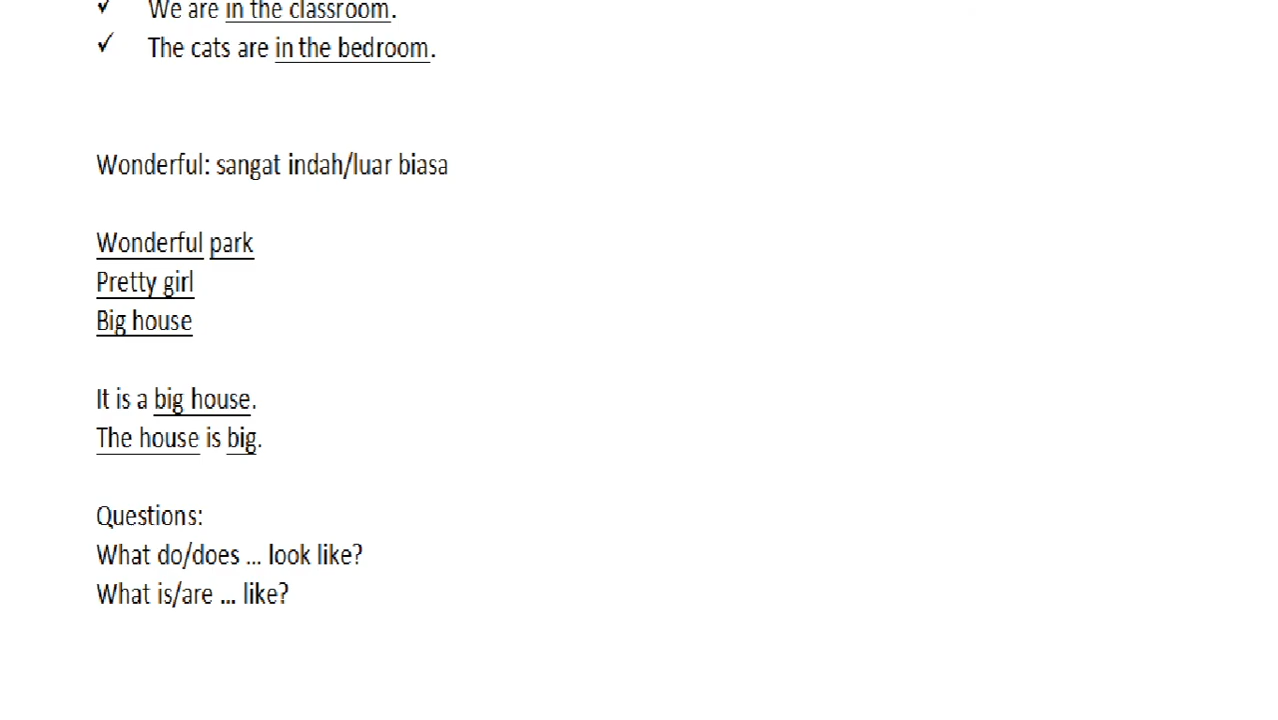 ✓ We are in the classroom.
✓ The cats are in the bedroom.
Wonderful: sangat indah/luar biasa
Wonderful park
Pretty girl
Big house
It is a big house.
The house is big.
Questions:
What do/does ... look like?
What is/are ... like?